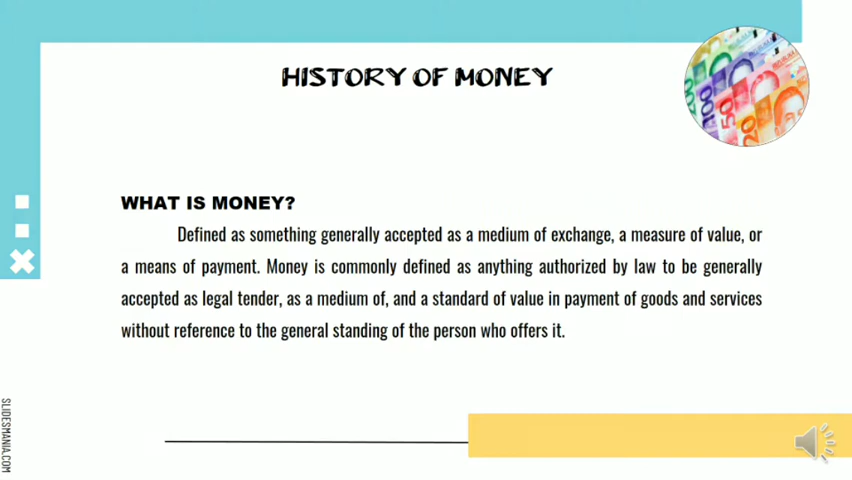 HISTORY OF MONEY
WHAT IS MONEY?
Defined as something generally accepted as a medium of exchange, a measure of value, or
a means of payment. Money is commonly defined as anything authorized by law to be generally
accepted as legal tender, as a medium of, and a standard of value in payment of goods and services
without reference to the general standing of the person who offers it.
SLIDESMANIA.COM
100
50
20